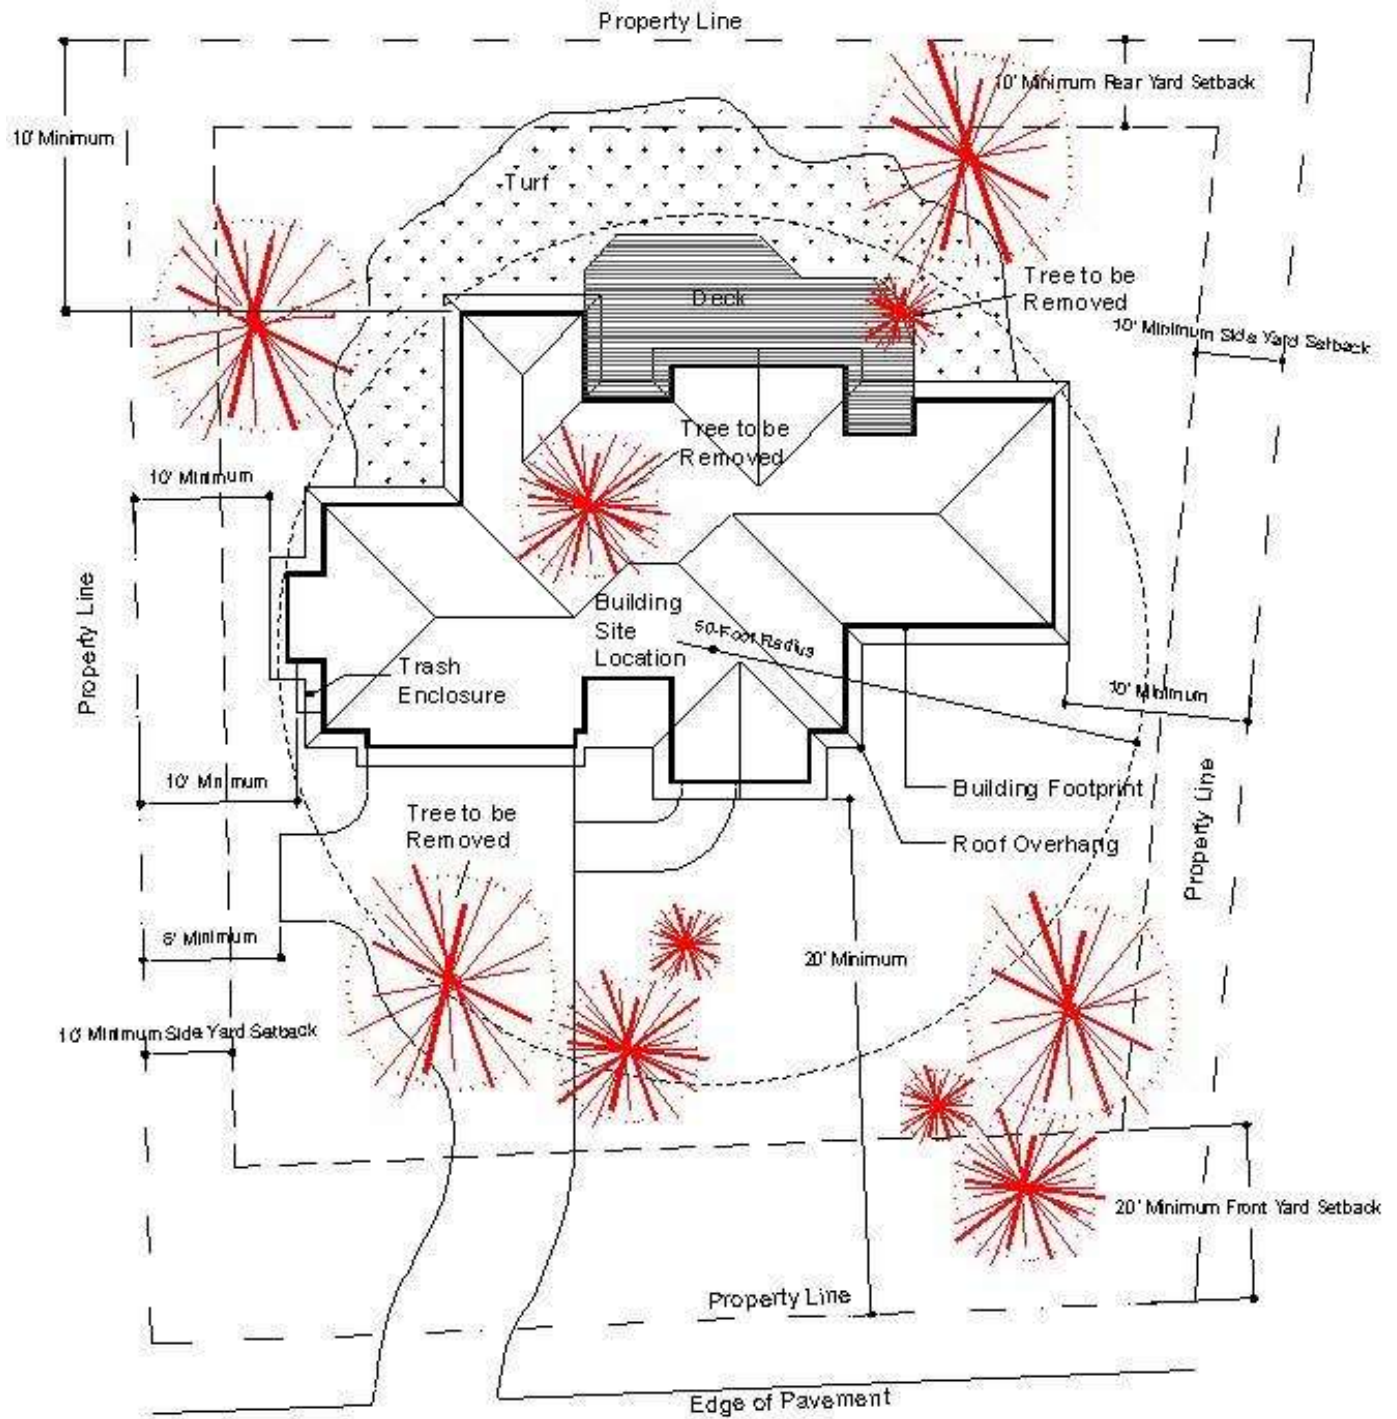 Property Line
10' Minimum Rear Yard Setback
10' Minimum
Turf
Tree to be
Removed
Deck
10' Minimum Side Yard Setback
Tree to be
Removed
10' Minimum
Property Line
Building
Site
Location
50-Foot Radius
Trash
Enclosure
10' Minimum
10' Minimum
Building Footprint
Tree to be
Removed
Roof Overhang
Property Line
6' Minimum
20' Minimum
10' Minimum Side Yard Setback
20' Minimum Front Yard Setback
Property Line
Edge of Pavement